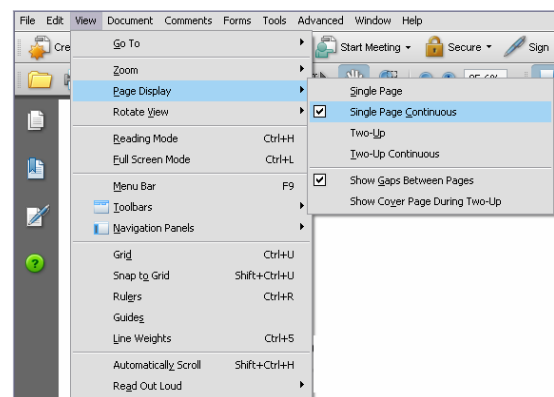 File Edit View Document Comments Forms Tools Advanced Window Help
Cre
Start Meeting
Secure
Sign
Go To
Zoom
Page Display
Rotate View
Reading Mode Ctrl+H
Full Screen Mode Ctrl+L
Menu Bar F9
Toolbars
Navigation Panels
Grid Ctrl+U
Snap to Grid Shift+Ctrl+U
Rulers Ctrl+R
Guides
Line Weights Ctrl+5
Automatically Scroll Shift+Ctrl+H
Read Out Loud
Single Page
Single Page Continuous
Two-Up
Two-Up Continuous
Show Gaps Between Pages
Show Cover Page During Two-Up